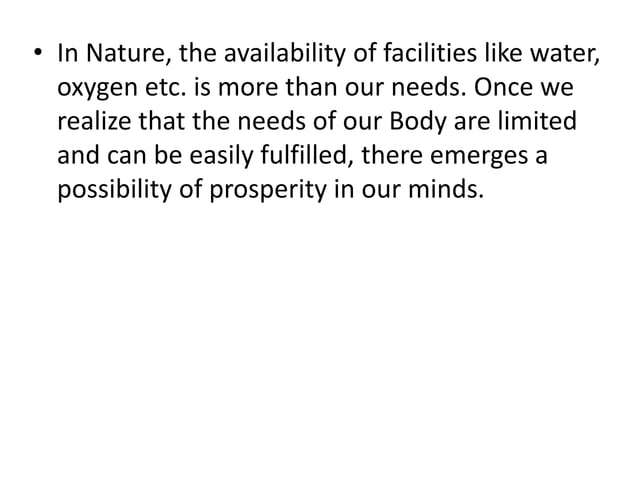 • In Nature, the availability of facilities like water,
oxygen etc. is more than our needs. Once we
realize that the needs of our Body are limited
and can be easily fulfilled, there emerges a
possibility of prosperity in our minds.